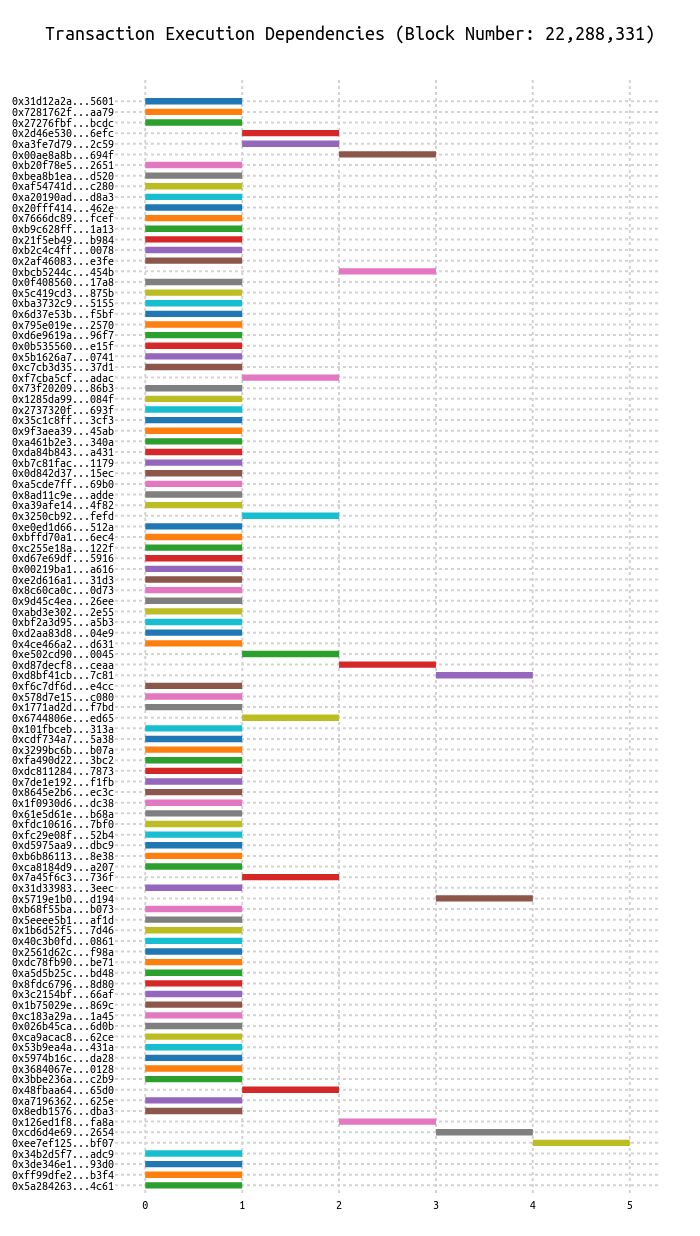 Transaction Execution Dependencies (Block Number: 22,288,331)
0x31d12a2a...5601
0x7281762f...aa79
0x27276fbf...bcdc
0x2d46e530...6efc
0xa3fe7d79...2c59
0x00ae8a8b...694f
0xb20f78e5...2651
0xbea8b1ea...d520
0xaf54741d...c280
0xa20190ad...d8a3
0x20fff414...462e
0x7666dc89...fcef
0xb9c628ff...1a13
0x21f5eb49...b984
0xb2c4c4ff...0078
0x2af46083...e3fe
0xbcb5244c...454b
0x0f408560...17a8
0x5c419cd3...875b
0xba3732c9...5155
0x6d37e53b...f5bf
0x795e019e...2570
0xd6e9619a...96f7
0x0b535560...e15f
0x5b1626a7...0741
0xc7cb3d35...37d1
0xf7cba5cf...adac
0x73f20209...86b3
0x1285da99...084f
0x2737320f...693f
0x35c1c8ff...3cf3
0x9f3aea39...45ab
0xa461b2e3...340a
0xda84b843...a431
0xb7c81fac...1179
0x0d842d37...15ec
0xa5cde7ff...69b0
0x8ad11c9e...adde
0xa39afe14...4f82
0x3250cb92...fefd
0xe0ed1d66...512a
0xbffd70a1...6ec4
0xc255e18a...122f
0xd67e69df...5916
0x00219ba1...a616
0xe2d616a1...31d3
0x8c60ca0c...0d73
0x9d45c4ea...26ee
0xabd3e302...2e55
0xbf2a3d95...a5b3
0xd2aa83d8...04e9
0x4ce466a2...d631
0xe502cd90...0045
0xd87decf8...ceaa
0xd8bf41cb...7c81
0xf6c7df6d...e4cc
0x578d7e15...c080
0x1771ad2d...f7bd
0x6744806e...ed65
0x101fbceb...313a
0xcdf734a7...5a38
0x3299bc6b...b07a
0xfa490d22...3bc2
0xdc811284...7873
0x7de1e192...f1fb
0x8645e2b6...ec3c
0x1f0930d6...dc38
0x61e5d61e...b68a
0xfdc10616...7bf0
0xfc29e08f...52b4
0xd5975aa9...dbc9
0xb6b86113...8e38
0xca8184d9...a207
0x7a45f6c3...736f
0x31d33983...3eec
0x5719e1b0...d194
0xb68f55ba...b073
0x5eeee5b1...af1d
0x1b6d52f5...7d46
0x40c3b0fd...0861
0x2561d62c...f98a
0xdc78fb90...be71
0xa5d5b25c...bd48
0x8fdc6796...8d80
0x3c2154bf...66af
0x1b75029e...869c
0xc183a29a...1a45
0x026b45ca...6d0b
0xca9acac8...62ce
0x53b9ea4a...431a
0x5974b16c...da28
0x3684067e...0128
0x3bbe236a...c2b9
0x48fbaa64...65d0
0xa7196362...625e
0x8edb1576...dba3
0x126ed1f8...fa8a
0xcd6d4e69...2654
0xee7ef125...bf07
0x34b2d5f7...adc9
0x3de346e1...93d0
0xff99dfe2...b3f4
0x5a284263...4c61
0 1 2 3 4 5